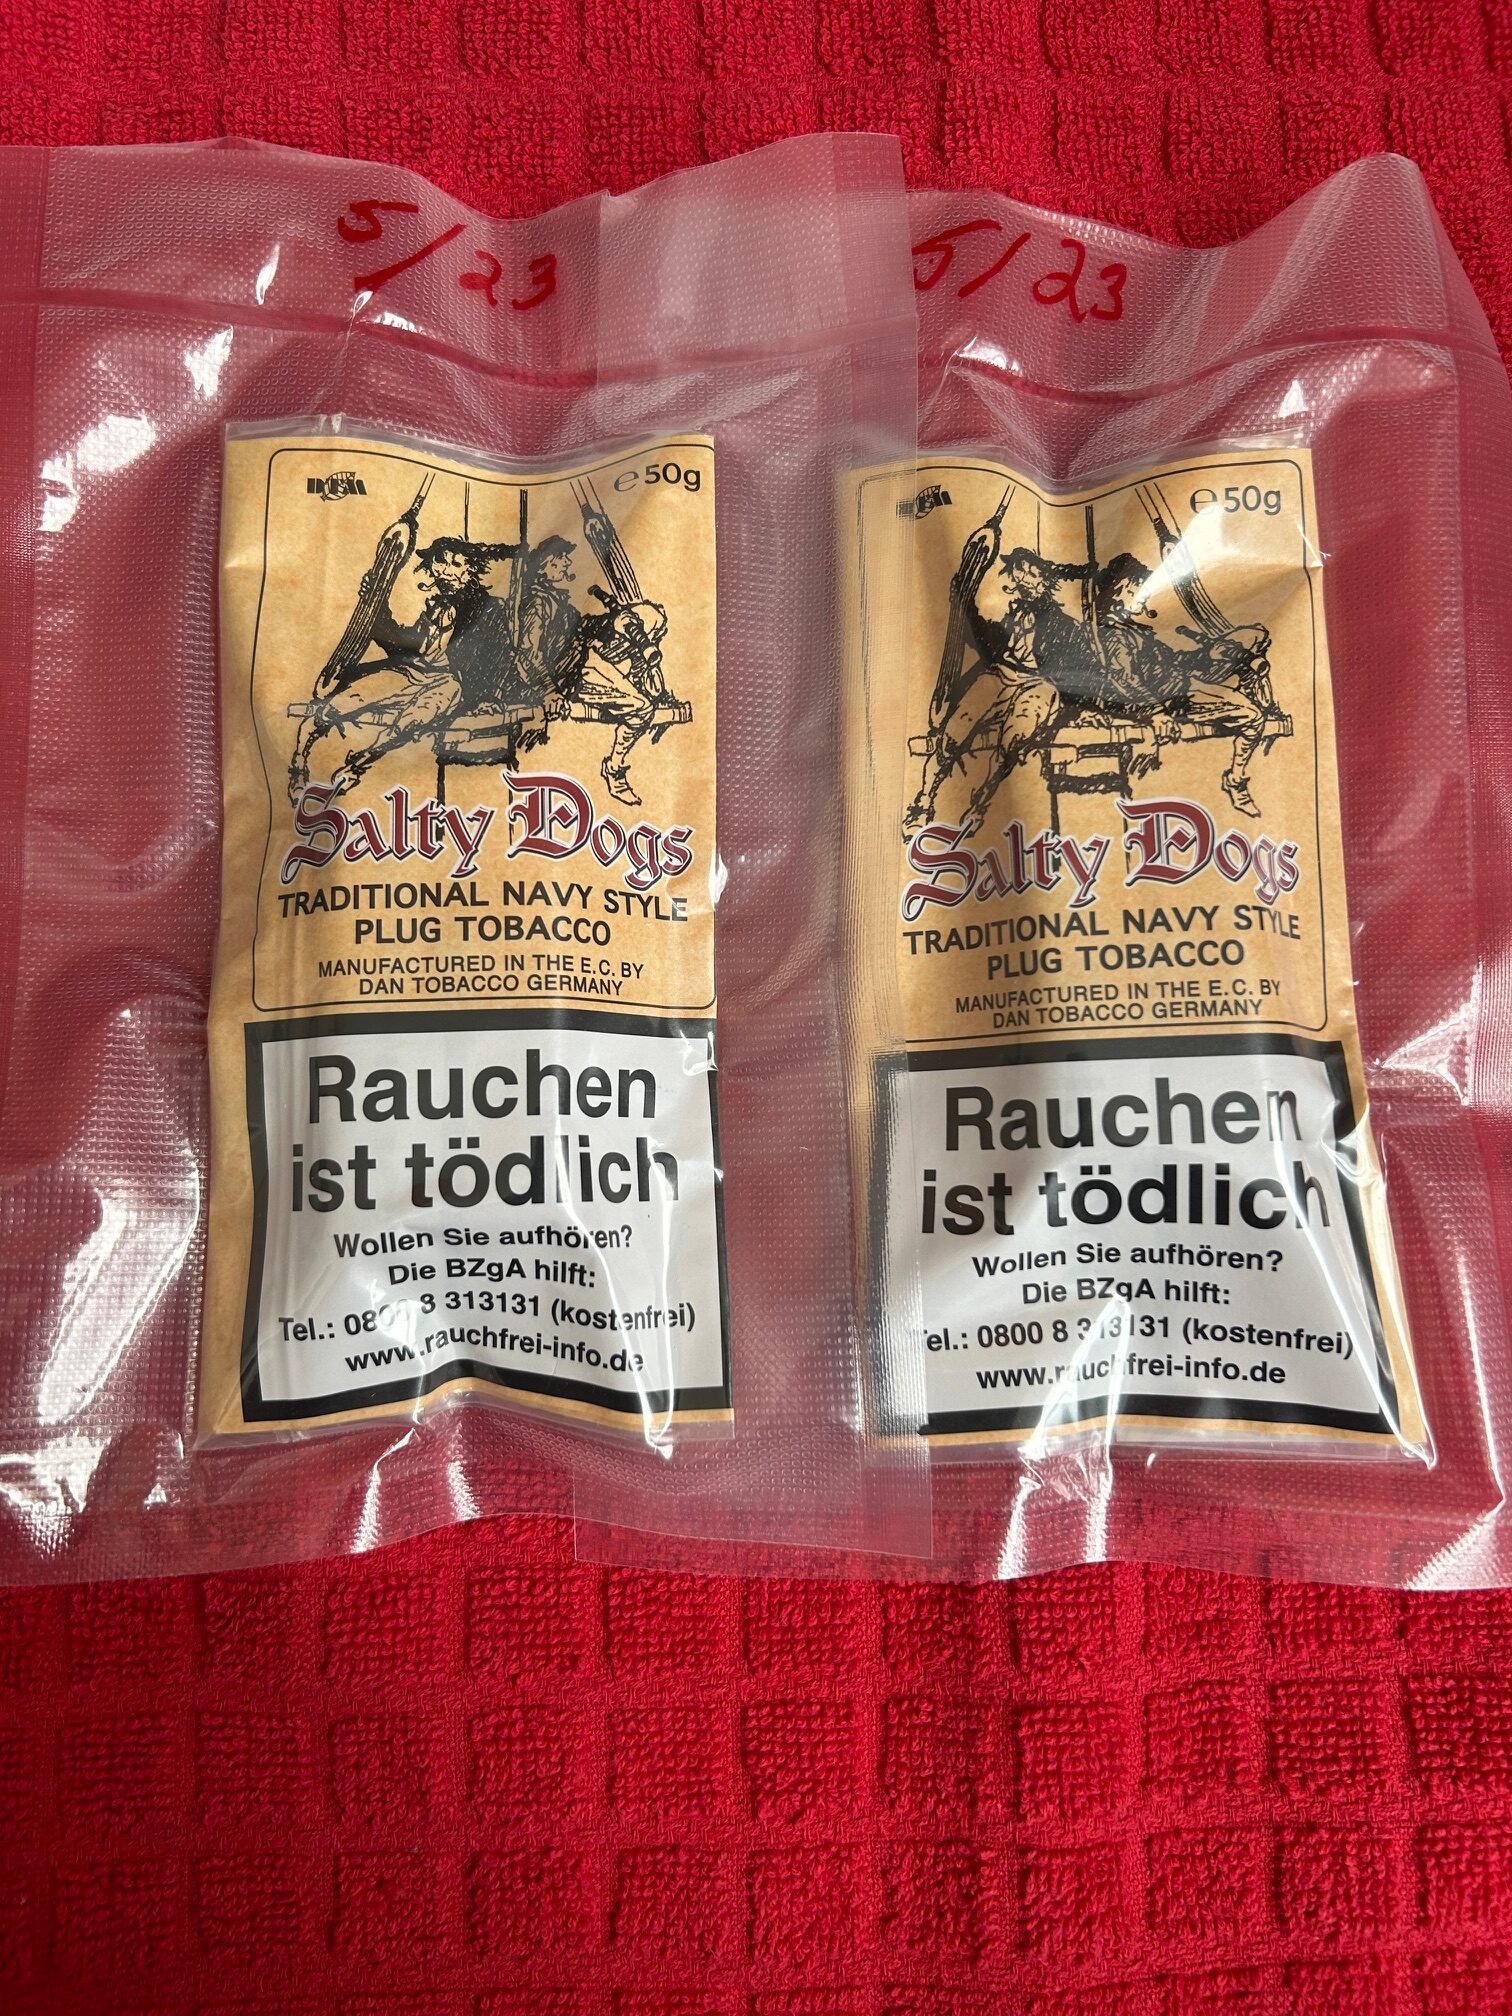 5/23
e50g
Salty Dogs
TRADITIONAL NAVY STYLE
PLUG TOBACCO
MANUFACTURED IN THE E.C. BY
DAN TOBACCO GERMANY
Rauchen
ist tödlich
Wollen Sie aufhören?
Die BZgA hilft:
Tel.: 0800 8 313131 (kostenfrei)
www.rauchfrei-info.de
5/23
e50g
Salty Dogs
TRADITIONAL NAVY STYLE
PLUG TOBACCO
MANUFACTURED IN THE E.C. BY
DAN TOBACCO GERMANY
Rauchen
ist tödlich
Wollen Sie aufhören?
Die BZgA hilft:
Tel.: 0800 8 313131 (kostenfrei)
www.rauchfrei-info.de